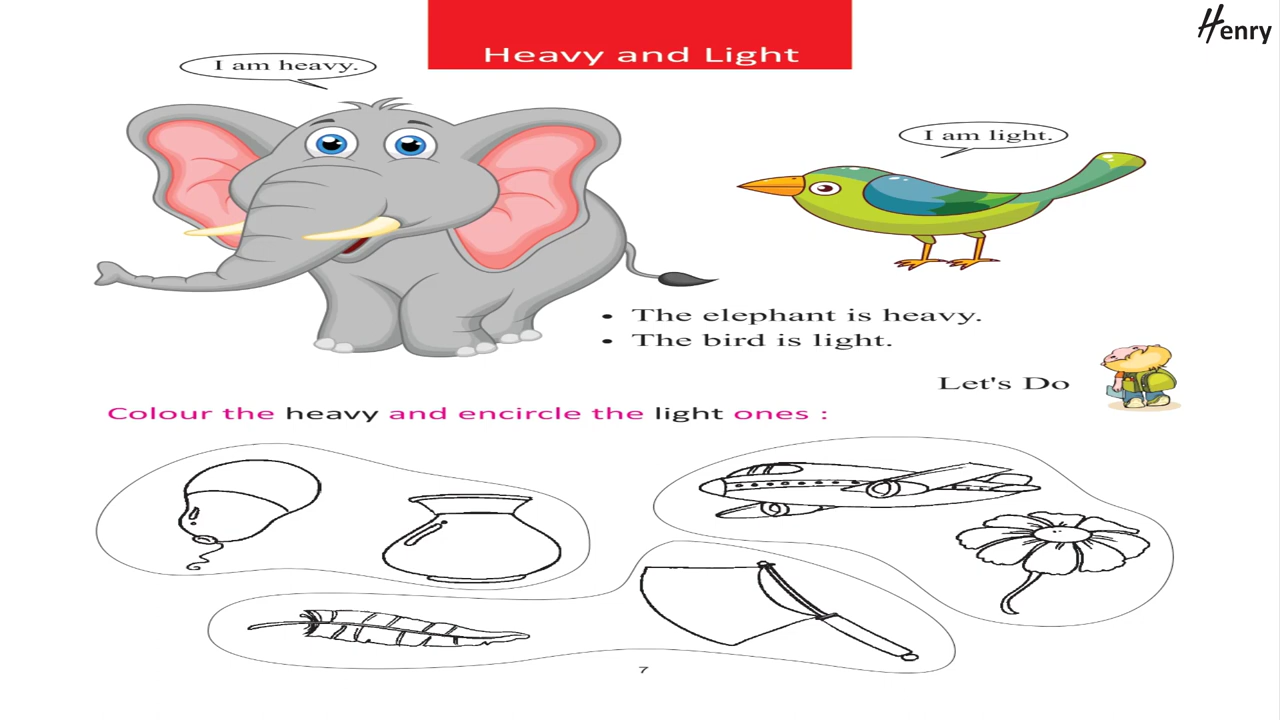 Henry
Heavy and Light
I am heavy.
I am light.
• The elephant is heavy.
• The bird is light.
Let's Do
Colour the heavy and encircle the light ones :
7